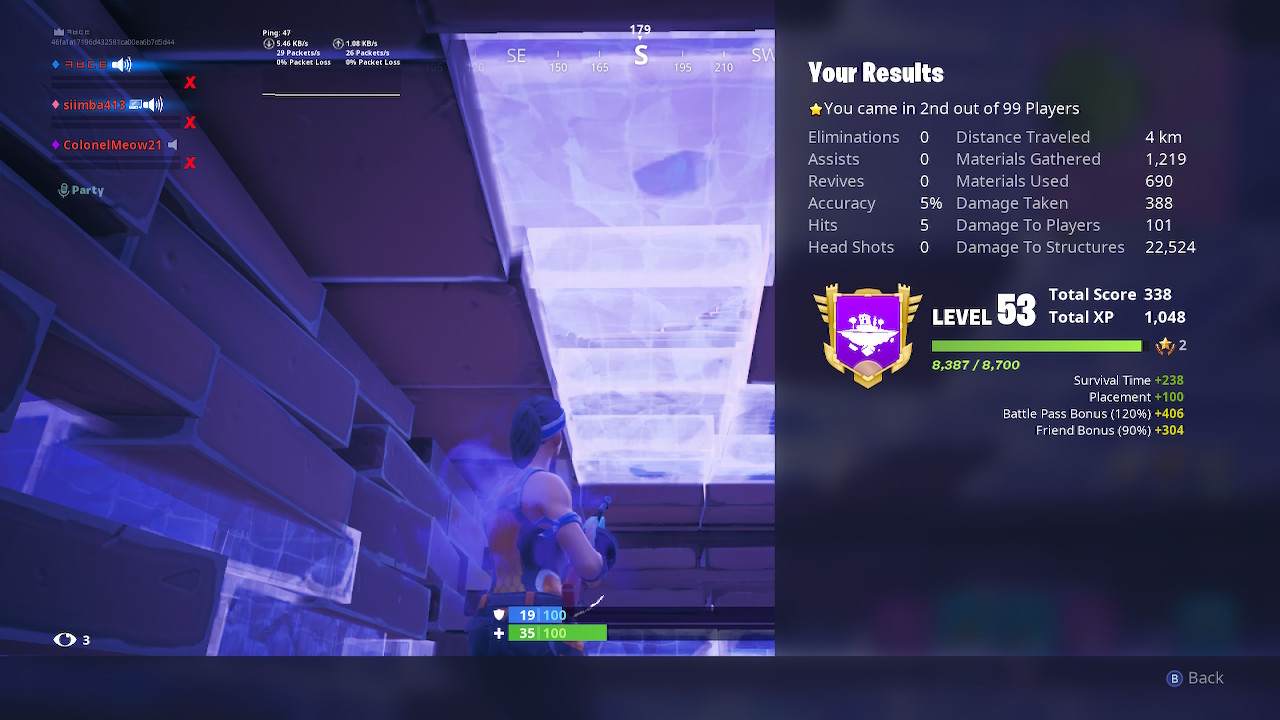 ㅋㅂㄷㅌ
Ping: 47
5.46 KB/s 1.08 KB/s
29 Packets/s 26 Packets/s
0% Packet Loss 0% Packet Loss
179
SE S SW
105 120 150 165 195 210
ㅋㅂㄷㅌ
X
siimba413
X
ColonelMeow21
X
Party
Your Results
You came in 2nd out of 99 Players
Eliminations 0 Distance Traveled 4 km
Assists 0 Materials Gathered 1,219
Revives 0 Materials Used 690
Accuracy 5% Damage Taken 388
Hits 5 Damage To Players 101
Head Shots 0 Damage To Structures 22,524
LEVEL 53
Total Score 338
Total XP 1,048
2
8,387 / 8,700
Survival Time +238
Placement +100
Battle Pass Bonus (120%) +406
Friend Bonus (90%) +304
19 100
35 100
3
B Back